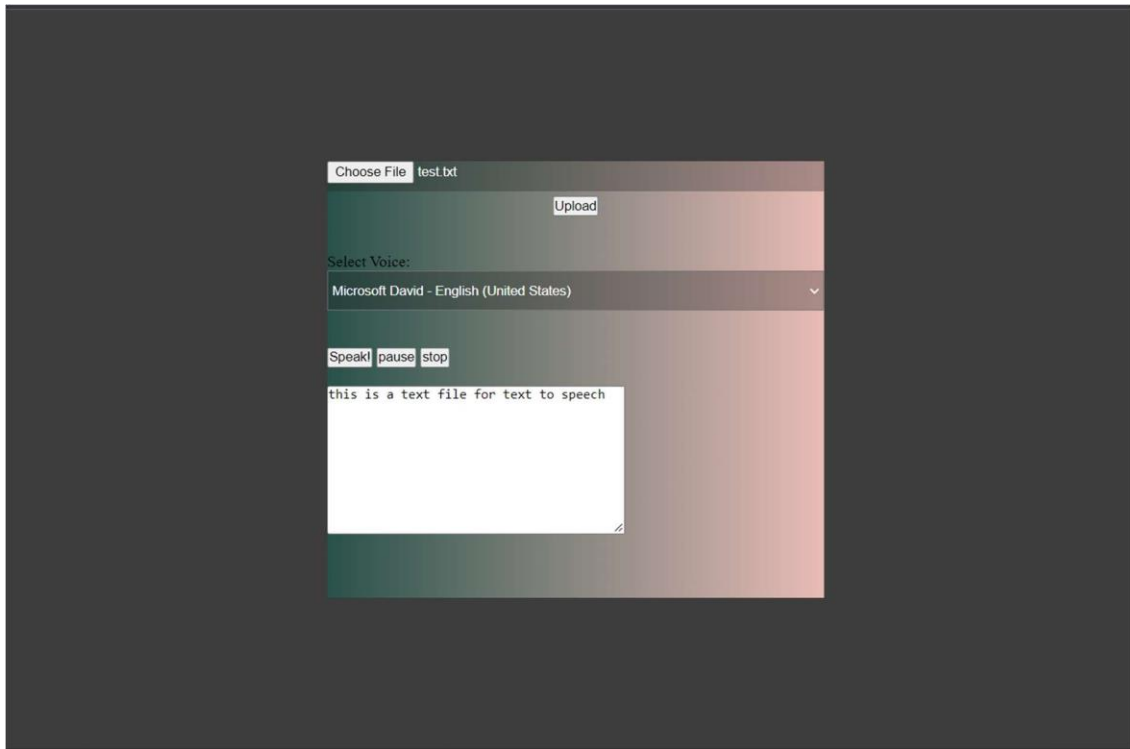 Choose File test.txt
Upload
Select Voice:
Microsoft David - English (United States)
Speak! pause stop
this is a text file for text to speech